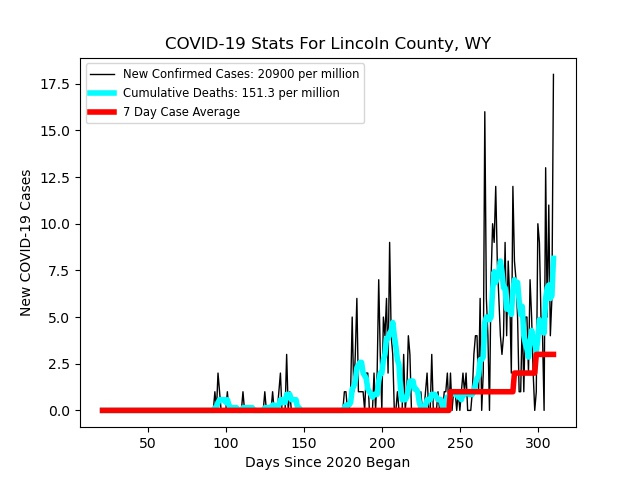 COVID-19 Stats For Lincoln County, WY
New Confirmed Cases: 20900 per million
Cumulative Deaths: 151.3 per million
7 Day Case Average
New COVID-19 Cases
17.5
15.0
12.5
10.0
7.5
5.0
2.5
0.0
50 100 150 200 250 300
Days Since 2020 Began